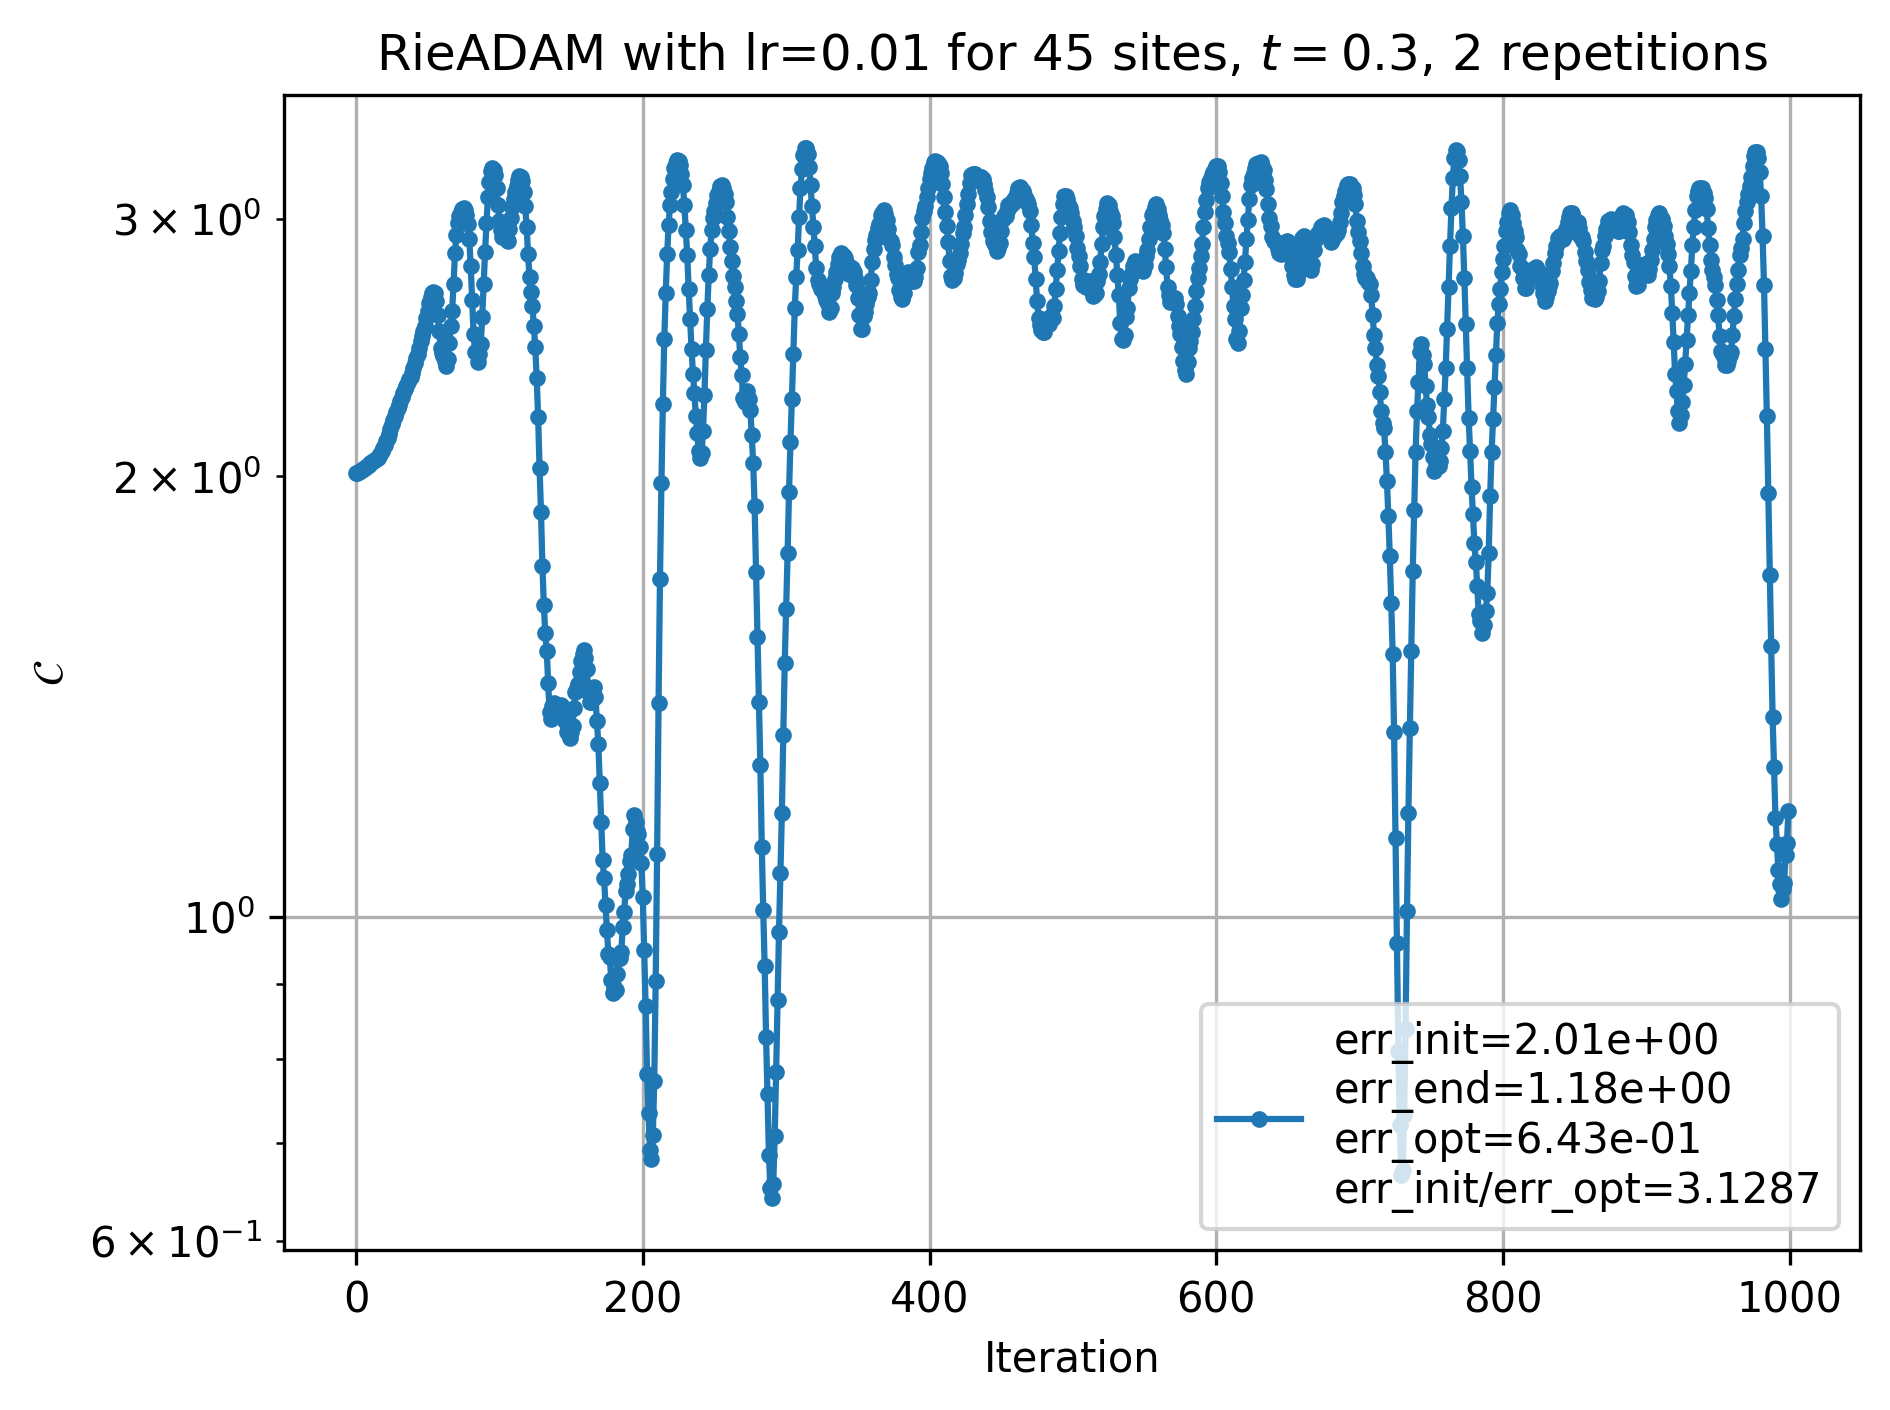 RieADAM with lr=0.01 for 45 sites, t = 0.3, 2 repetitions
3 × 10⁰
2 × 10⁰
10⁰
6 × 10⁻¹
𝒞
err_init=2.01e+00
err_end=1.18e+00
err_opt=6.43e-01
err_init/err_opt=3.1287
0 200 400 600 800 1000
Iteration